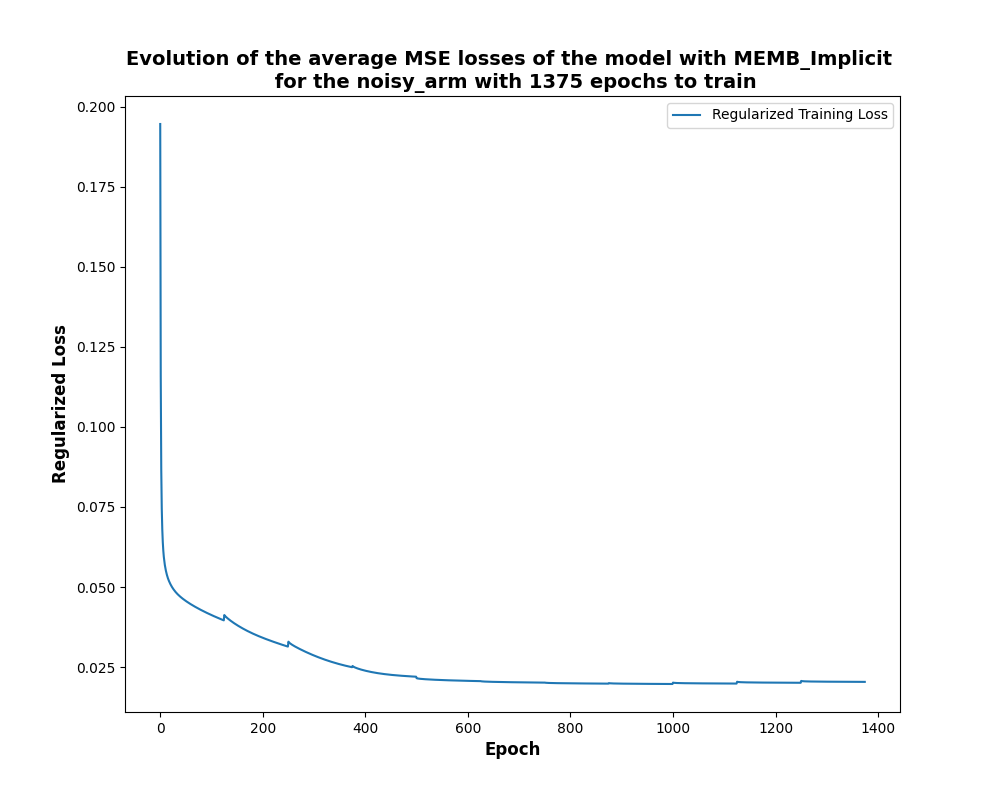 Evolution of the average MSE losses of the model with MEMB_Implicit
for the noisy_arm with 1375 epochs to train
Regularized Training Loss
0.200
0.175
0.150
0.125
0.100
0.075
0.050
0.025
Regularized Loss
0 200 400 600 800 1000 1200 1400
Epoch